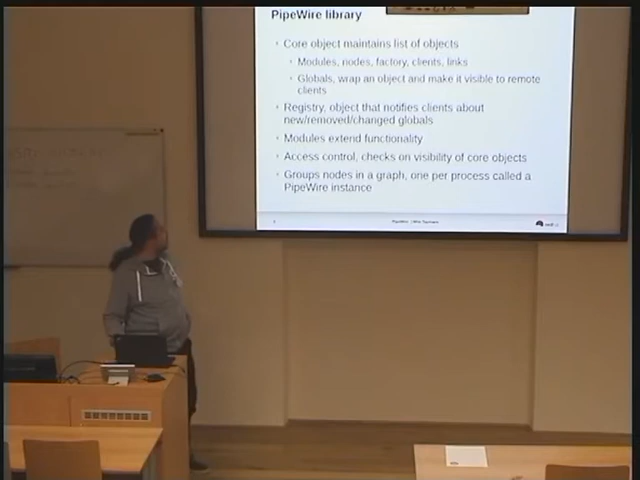 PipeWire library
Core object maintains list of objects
Modules, nodes, factory, clients, links
Globals, wrap an object and make it visible to remote
clients
Registry, object that notifies clients about
new/removed/changed globals
Modules extend functionality
Access control, checks on visibility of core objects
Groups nodes in a graph, one per process called a
PipeWire instance